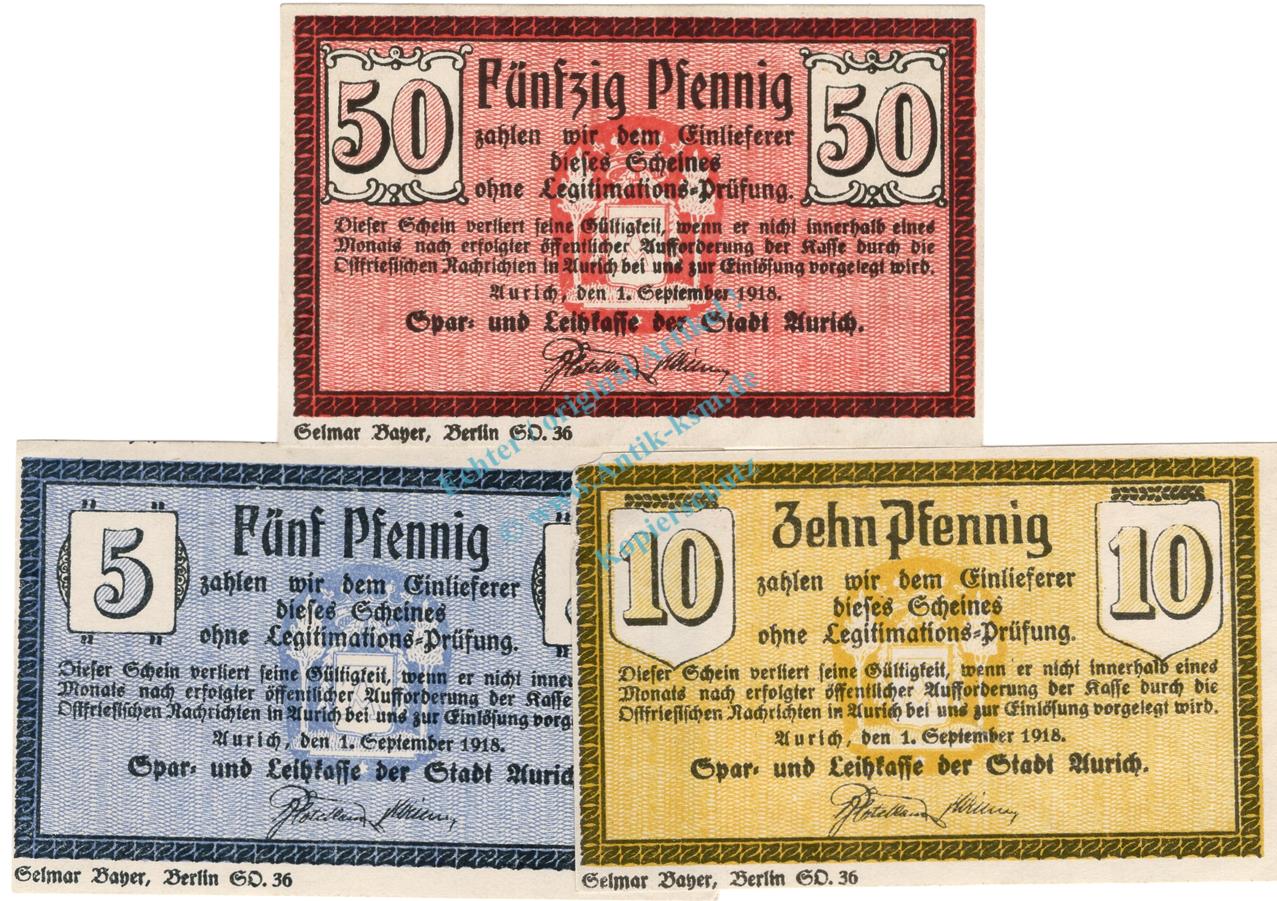 50 Fünfzig Pfennig 50
zahlen wir dem Einlieferer
dieses Scheines
ohne Legitimations-Prüfung.
Dieser Schein verliert seine Gültigkeit, wenn er nicht innerhalb eines
Monats nach erfolgter öffentlicher Aufforderung der Kasse durch die
Ostfriesischen Nachrichten in Aurich bei uns zur Einlösung vorgelegt wird.
Aurich, den 1. September 1918.
Spar- und Leihkasse der Stadt Aurich.
Selmar Bayer, Berlin SO. 36
Echter / original Artikel !
© www.Antik-ksm.de
Kopierschutz
5 Fünf Pfennig
zahlen wir dem Einlieferer
dieses Scheines
ohne Legitimations-Prüfung.
Dieser Schein verliert seine Gültigkeit, wenn er nicht inner
Monats nach erfolgter öffentlicher Aufforderung der Kasse
Ostfriesischen Nachrichten in Aurich bei uns zur Einlösung vorg
Aurich, den 1. September 1918.
Spar- und Leihkasse der Stadt Auric
Selmar Bayer, Berlin SO. 36
10 Zehn Pfennig 10
zahlen wir dem Einlieferer
dieses Scheines
ohne Legitimations-Prüfung.
Dieser Schein verliert seine Gültigkeit, wenn er nicht innerhalb eines
Monats nach erfolgter öffentlicher Aufforderung der Kasse durch die
Ostfriesischen Nachrichten in Aurich bei uns zur Einlösung vorgelegt wird.
Aurich, den 1. September 1918.
Spar- und Leihkasse der Stadt Aurich.
Selmar Bayer, Berlin SO. 36